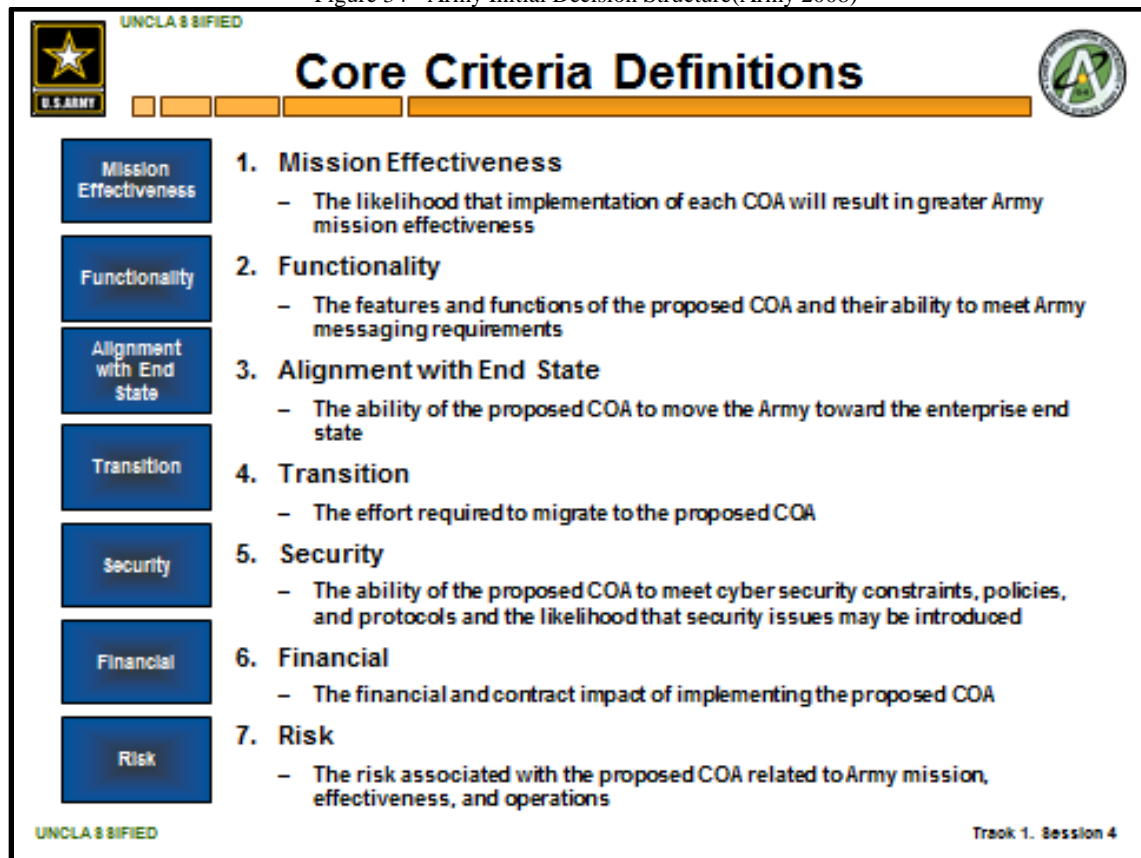 Figure 34 - Army Initial Decision Structure(Army 2008)
UNCLASSIFIED
Core Criteria Definitions
U.S.ARMY
Mission
Effectiveness
1. Mission Effectiveness
– The likelihood that implementation of each COA will result in greater Army
mission effectiveness
Functionality
2. Functionality
– The features and functions of the proposed COA and their ability to meet Army
messaging requirements
Alignment
with End
State
3. Alignment with End State
– The ability of the proposed COA to move the Army toward the enterprise end
state
Transition
4. Transition
– The effort required to migrate to the proposed COA
Security
5. Security
– The ability of the proposed COA to meet cyber security constraints, policies,
and protocols and the likelihood that security issues may be introduced
Financial
6. Financial
– The financial and contract impact of implementing the proposed COA
Risk
7. Risk
– The risk associated with the proposed COA related to Army mission,
effectiveness, and operations
UNCLASSIFIED
Track 1. Session 4